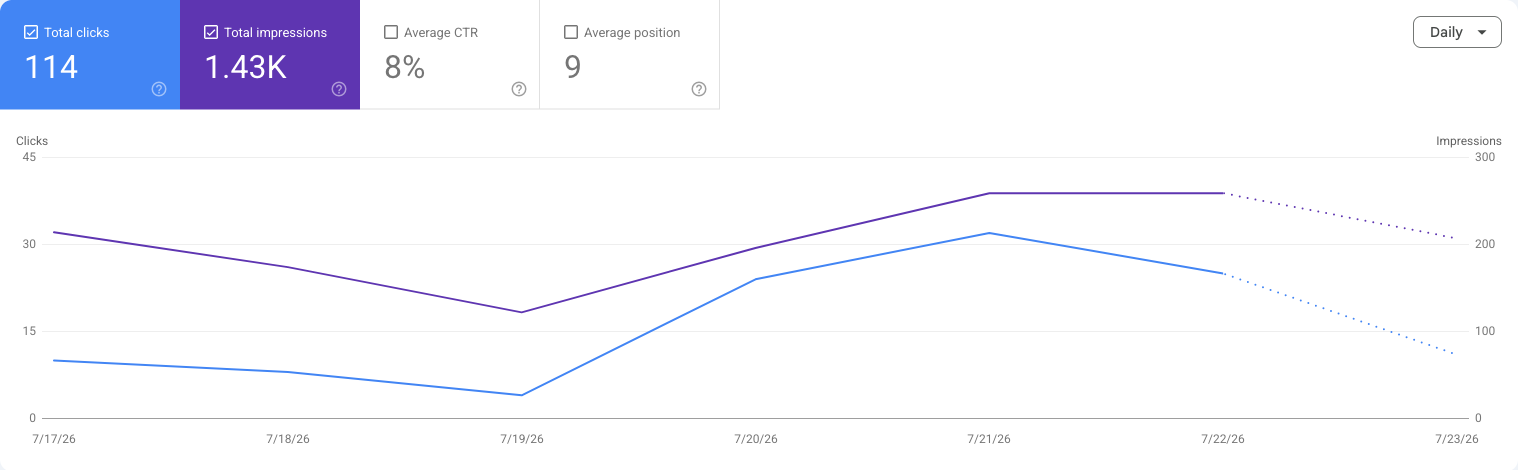 Total clicks
114
Total impressions
1.43K
Average CTR
8%
Average position
9
Daily
Clicks
Impressions
45
300
30
200
15
100
0
0
7/17/26 7/18/26 7/19/26 7/20/26 7/21/26 7/22/26 7/23/26